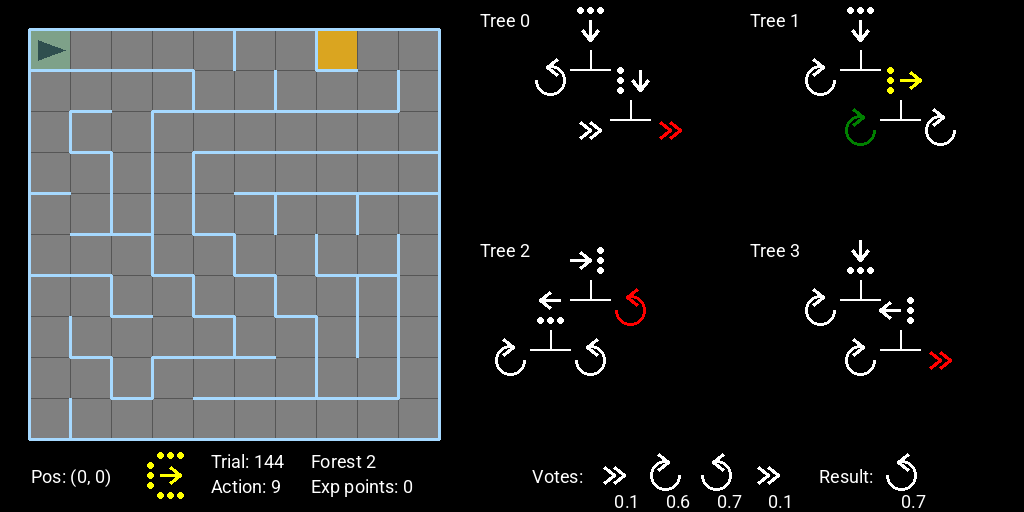 Tree 0
Tree 1
Tree 2
Tree 3
Pos: (0, 0)
Trial: 144
Forest 2
Action: 9
Exp points: 0
Votes:
0.1
0.6
0.7
0.1
Result:
0.7